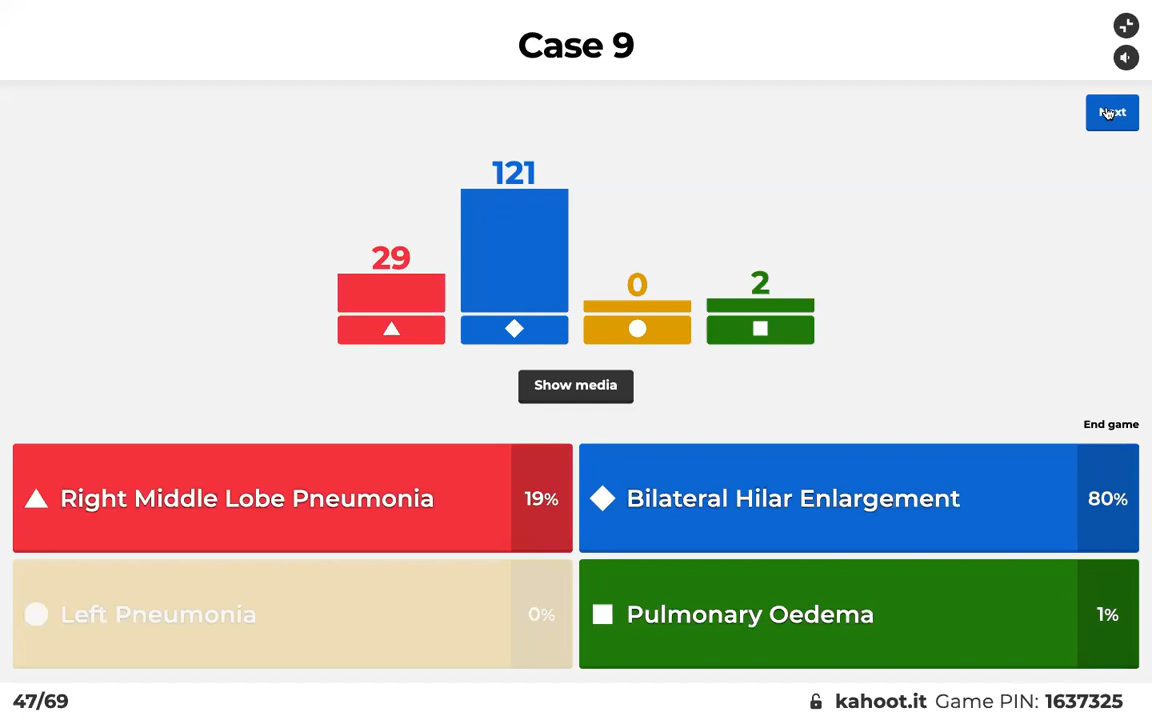 Case 9
Next
29
121
0
2
Show media
End game
Right Middle Lobe Pneumonia 19%
Bilateral Hilar Enlargement 80%
Left Pneumonia 0%
Pulmonary Oedema 1%
47/69
kahoot.it Game PIN: 1637325